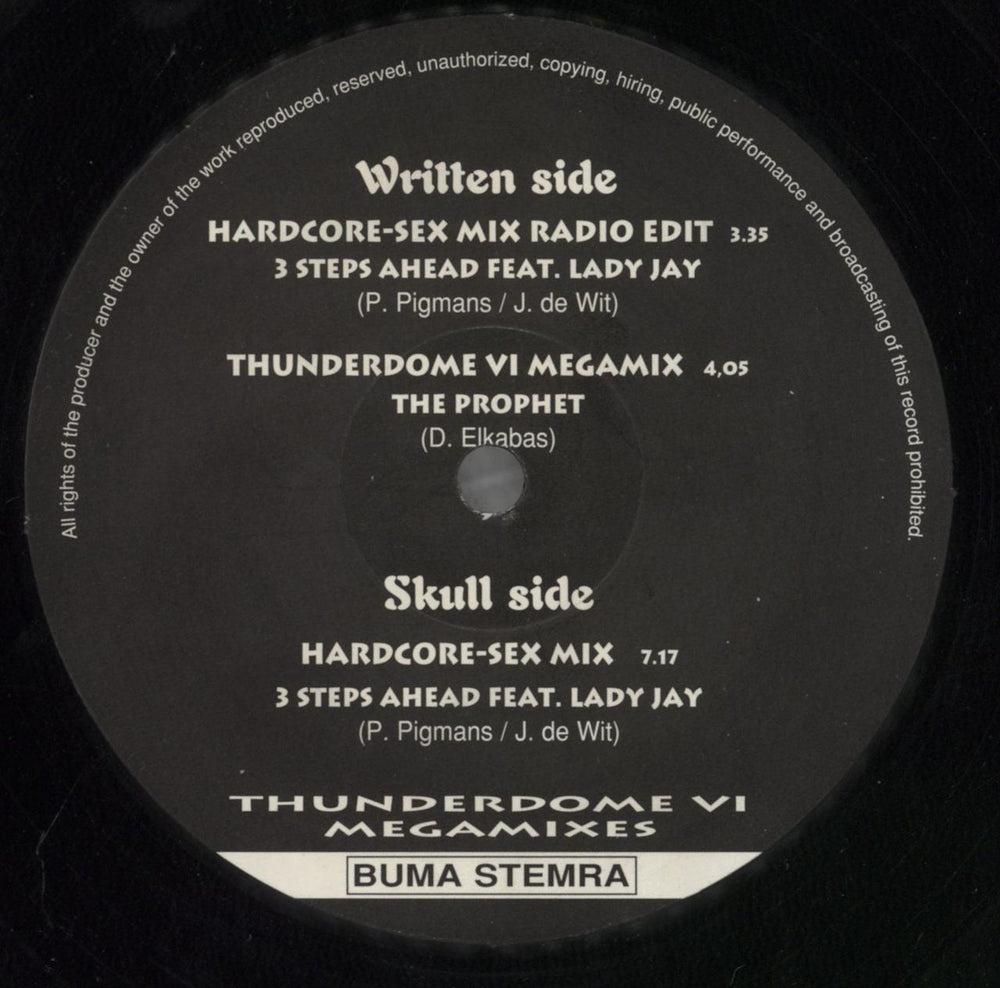 All rights of the producer and the owner of the work reproduced, reserved, unauthorized, copying, hiring, public performance and broadcasting of this record prohibited.
Written side
HARDCORE-SEX MIX RADIO EDIT 3.35
3 STEPS AHEAD FEAT. LADY JAY
(P. Pigmans / J. de Wit)
THUNDERDOME VI MEGAMIX 4,05
THE PROPHET
(D. Elkabas)
Skull side
HARDCORE-SEX MIX 7.17
3 STEPS AHEAD FEAT. LADY JAY
(P. Pigmans / J. de Wit)
THUNDERDOME VI
MEGAMIXES
BUMA STEMRA